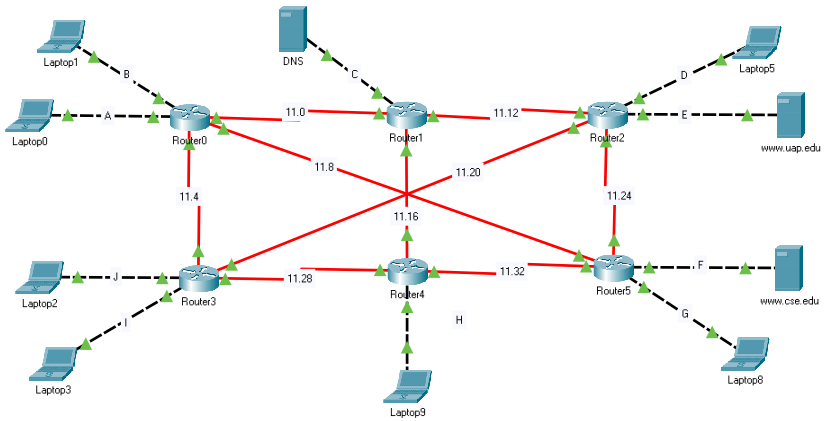 Laptop1
B
DNS
C
Laptop5
D
A
Laptop0
Router0
11.0
Router1
11.12
Router2
E
www.uap.edu
11.8
11.20
11.4
11.16
11.24
Laptop2
J
Router3
11.28
Router4
11.32
Router5
F
www.cse.edu
I
H
G
Laptop3
Laptop9
Laptop8